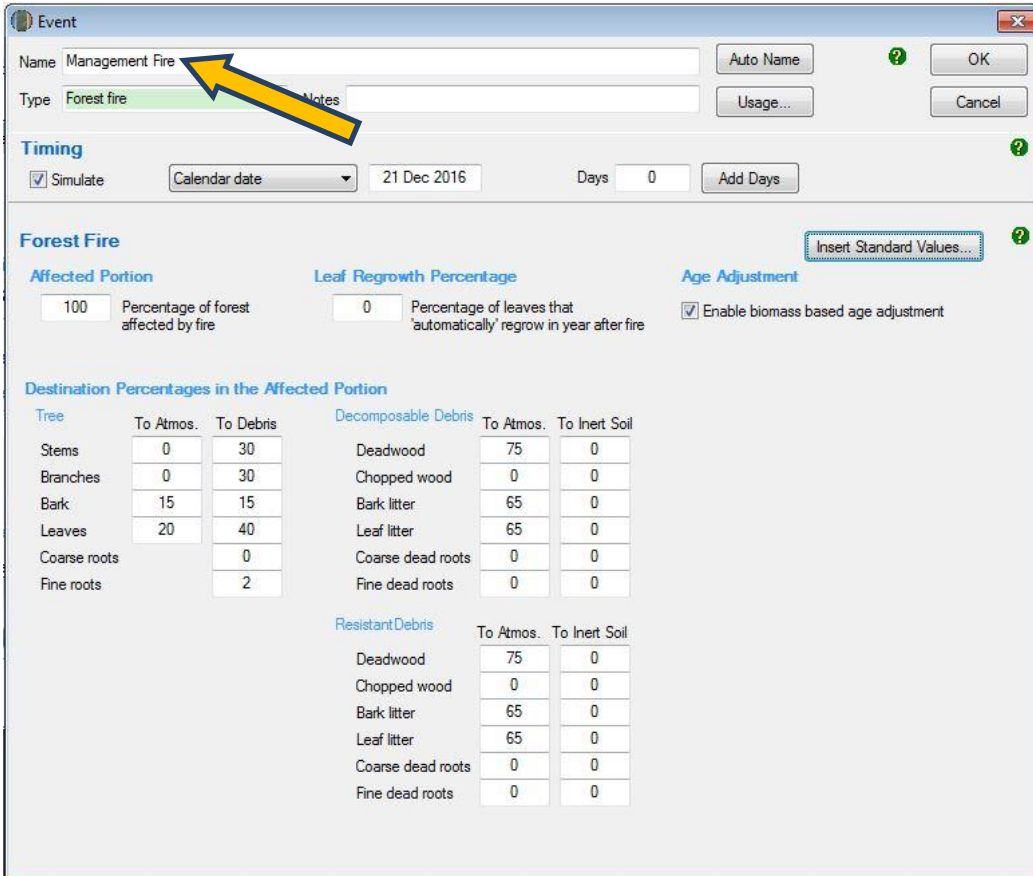 Event
Name Management Fire Auto Name ? OK
Type Forest fire Notes Usage... Cancel
Timing ?
Simulate Calendar date 21 Dec 2016 Days 0 Add Days
Forest Fire Insert Standard Values... ?
Affected Portion Leaf Regrowth Percentage Age Adjustment
100 Percentage of forest 0 Percentage of leaves that Enable biomass based age adjustment
affected by fire 'automatically' regrow in year after fire
Destination Percentages in the Affected Portion
Tree To Atmos. To Debris Decomposable Debris To Atmos. To Inert Soil
Stems 0 30 Deadwood 75 0
Branches 0 30 Chopped wood 0 0
Bark 15 15 Bark litter 65 0
Leaves 20 40 Leaf litter 65 0
Coarse roots 0 Coarse dead roots 0 0
Fine roots 2 Fine dead roots 0 0
ResistantDebris To Atmos. To Inert Soil
Deadwood 75 0
Chopped wood 0 0
Bark litter 65 0
Leaf litter 65 0
Coarse dead roots 0 0
Fine dead roots 0 0